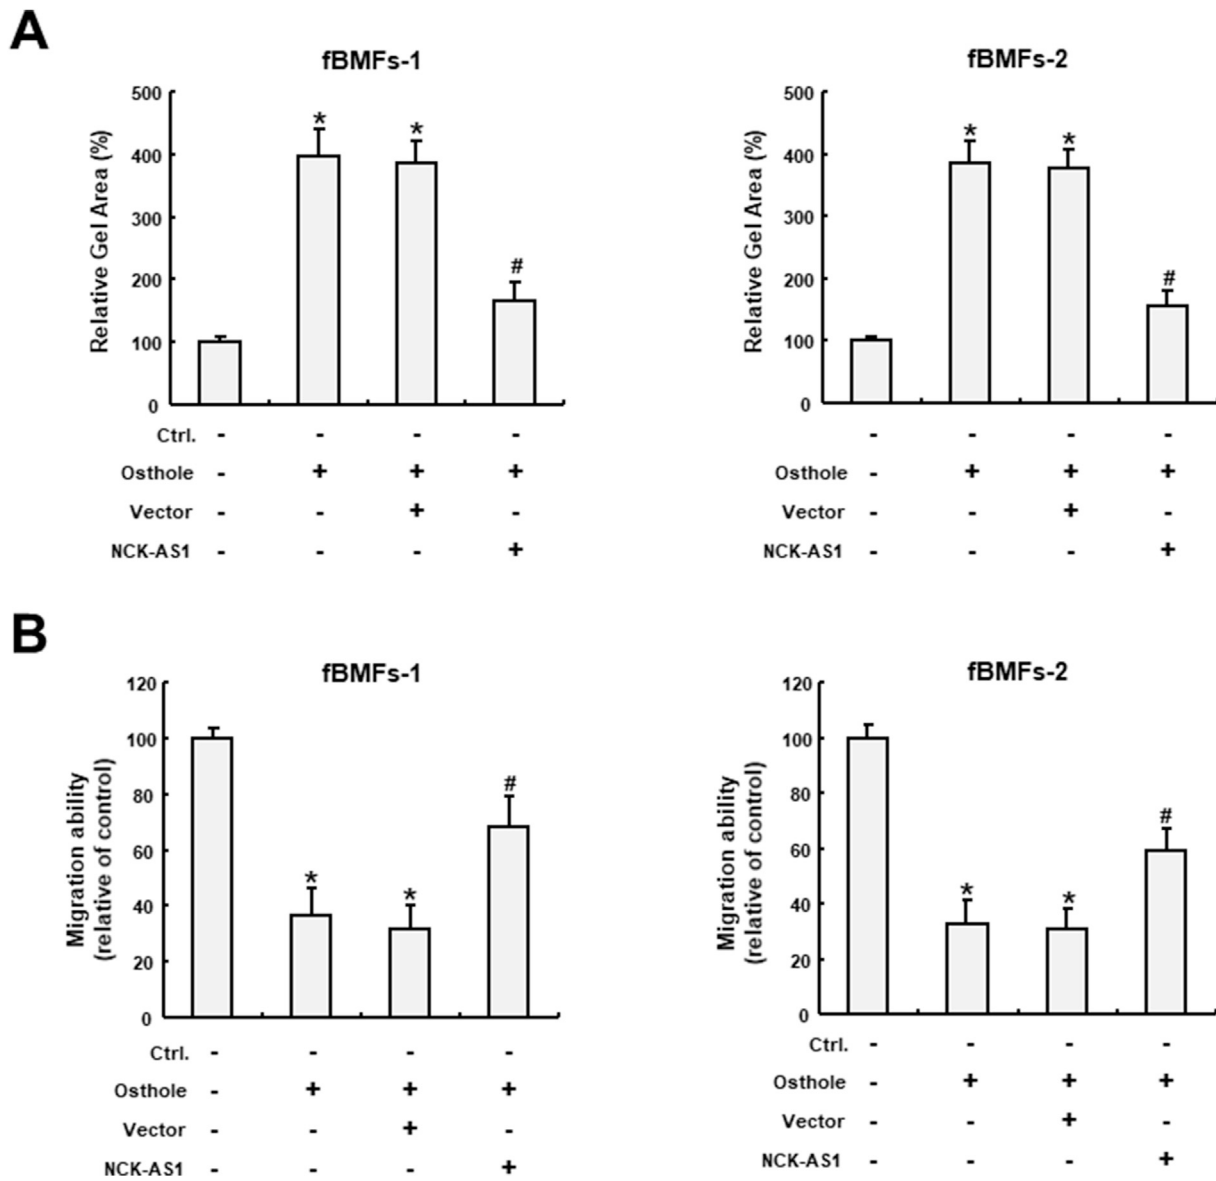 A
fBMFs-1
500
400
300
200
100
0
Relative Gel Area (%)
* * #
Ctrl. - - - -
Osthole - + + +
Vector - - + -
NCK-AS1 - - - +
fBMFs-2
500
400
300
200
100
0
Relative Gel Area (%)
* * #
- - - -
Osthole - + + +
Vector - - + -
NCK-AS1 - - - +
B
fBMFs-1
120
100
80
60
40
20
0
Migration ability
(relative of control)
* * #
Ctrl. - - - -
Osthole - + + +
Vector - - + -
NCK-AS1 - - - +
fBMFs-2
120
100
80
60
40
20
0
Migration ability
(relative of control)
* * #
Ctrl. - - - -
Osthole - + + +
Vector - - + -
NCK-AS1 - - - +